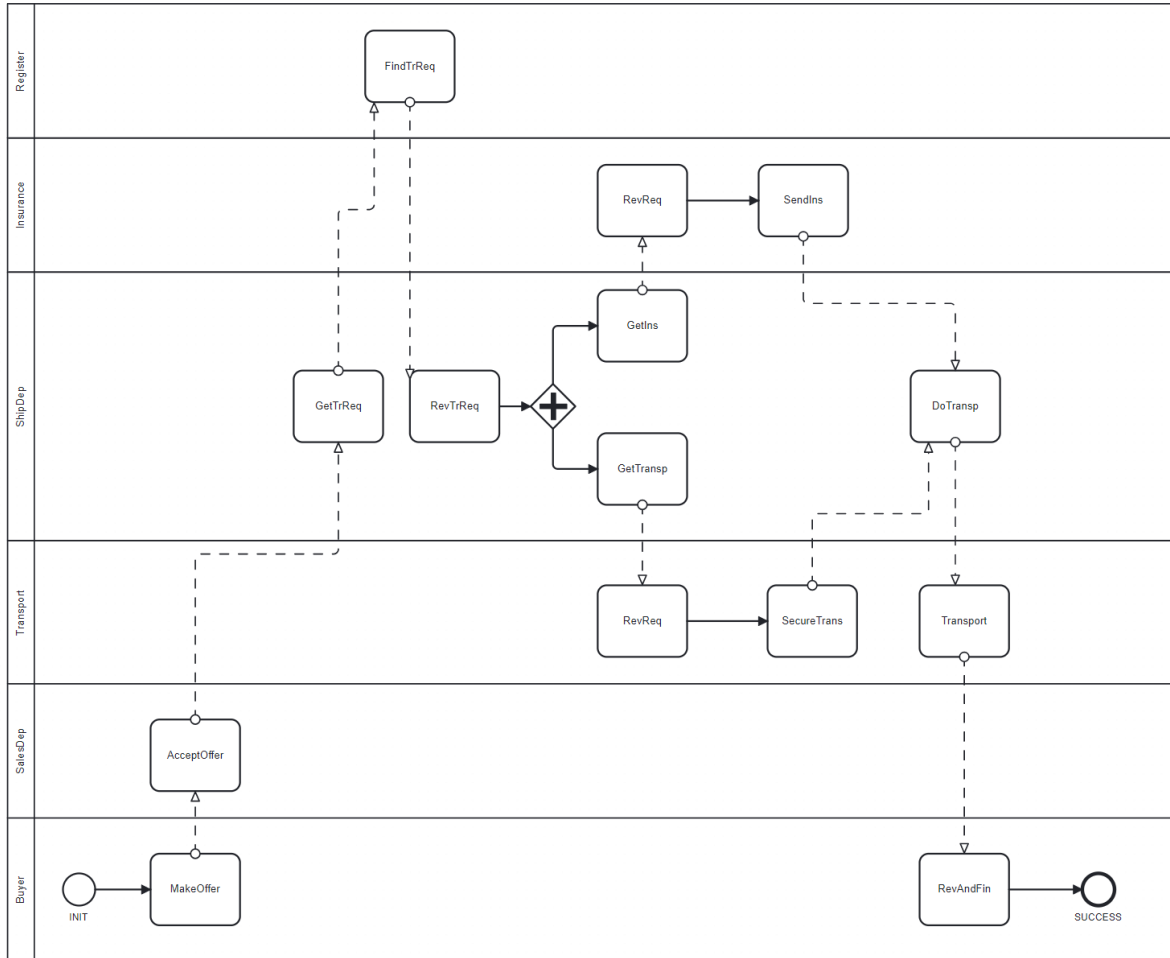 Register
FindTrReq
Insurance
RevReq
SendIns
ShipDep
GetIns
GetTrReq
RevTrReq
DoTransp
GetTransp
Transport
RevReq
SecureTrans
Transport
SalesDep
AcceptOffer
Buyer
INIT
MakeOffer
RevAndFin
SUCCESS